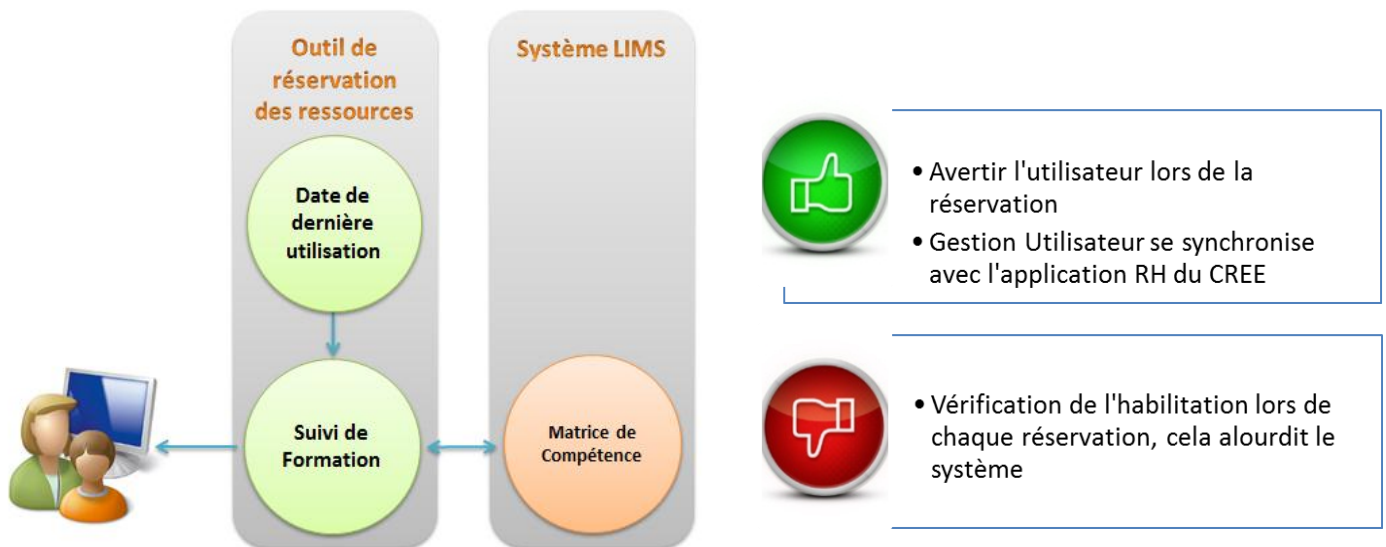 Outil de
réservation
des ressources
Date de
dernière
utilisation
Suivi de
Formation
Système LIMS
Matrice de
Compétence
• Avertir l'utilisateur lors de la
réservation
• Gestion Utilisateur se synchronise
avec l'application RH du CREE
• Vérification de l'habilitation lors de
chaque réservation, cela alourdit le
système